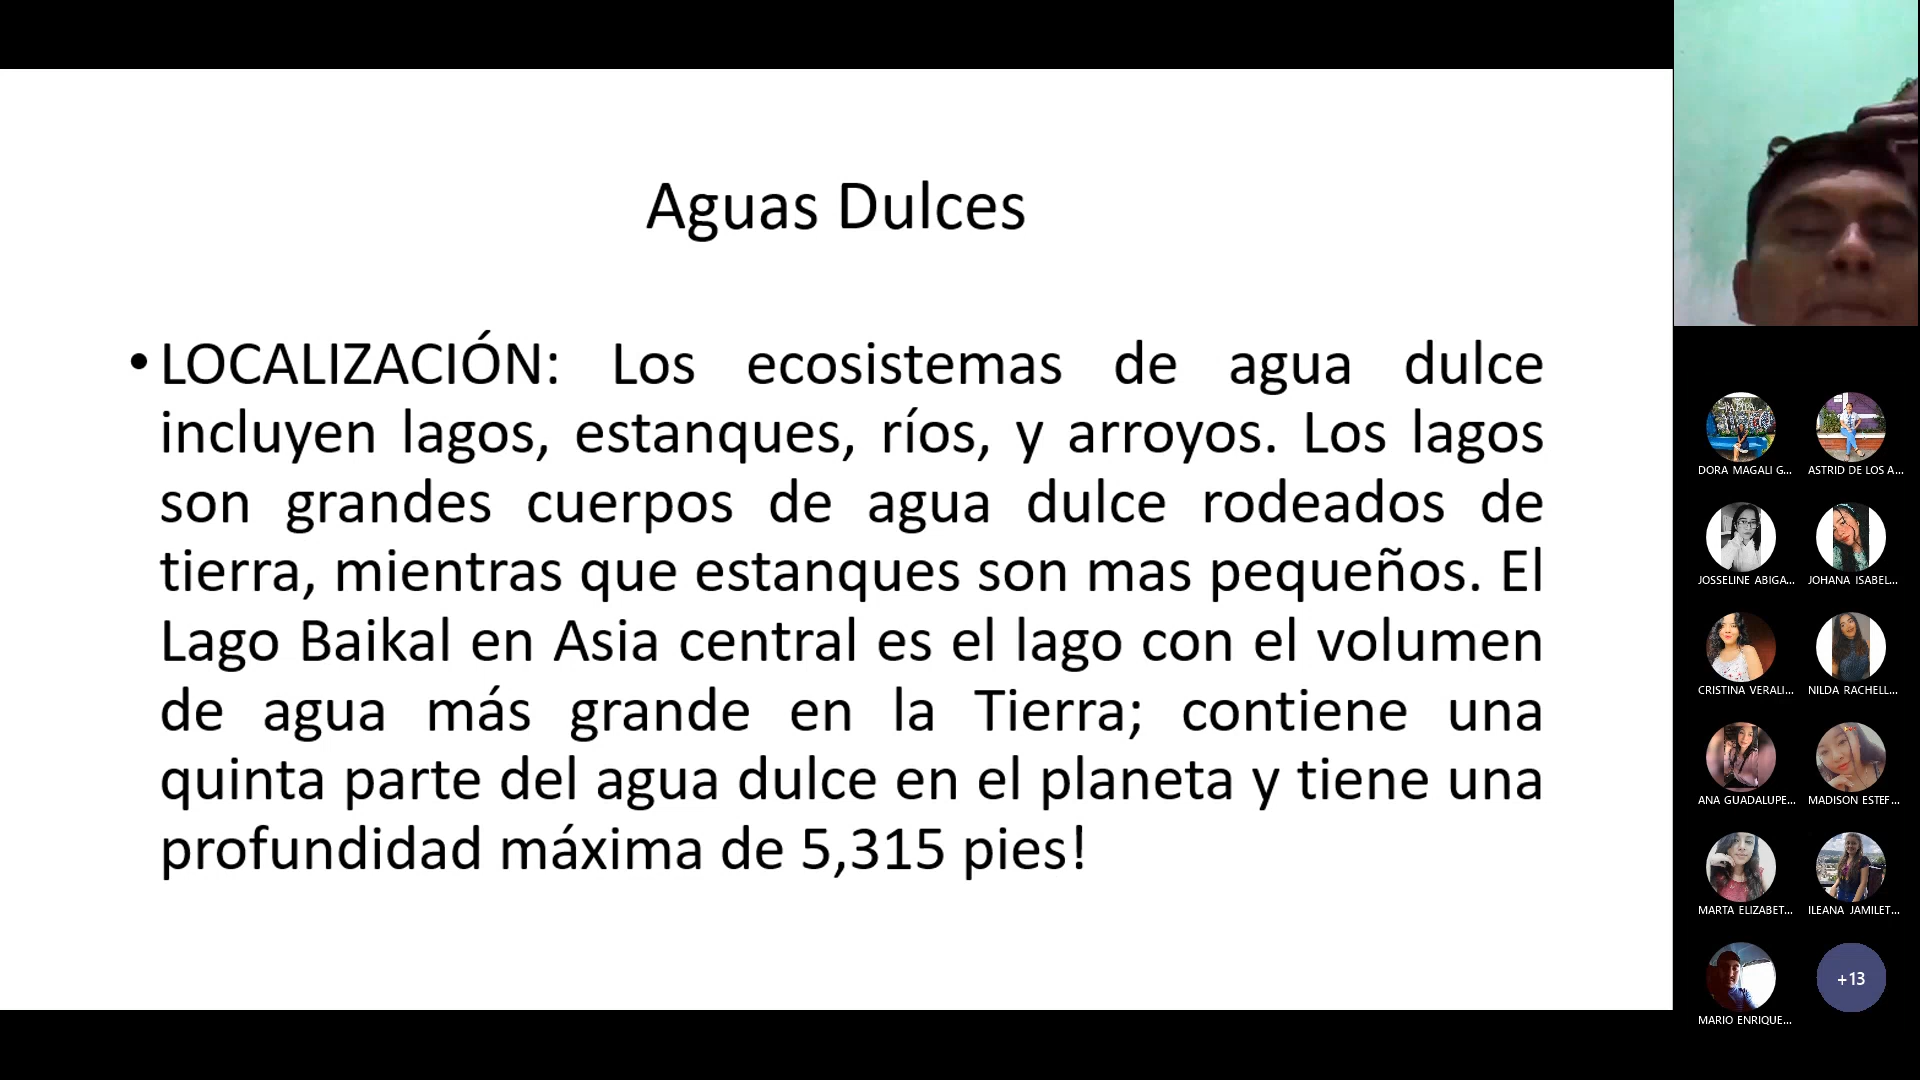 Aguas Dulces
• LOCALIZACIÓN: Los ecosistemas de agua dulce
incluyen lagos, estanques, ríos, y arroyos. Los lagos
son grandes cuerpos de agua dulce rodeados de
tierra, mientras que estanques son mas pequeños. El
Lago Baikal en Asia central es el lago con el volumen
de agua más grande en la Tierra; contiene una
quinta parte del agua dulce en el planeta y tiene una
profundidad máxima de 5,315 pies!
DORA MAGALI G...
ASTRID DE LOS A...
JOSSELINE ABIGA...
JOHANA ISABEL...
CRISTINA VERALI...
NILDA RACHELL...
ANA GUADALUPE...
MADISON ESTEF...
MARTA ELIZABET...
ILEANA JAMILET...
MARIO ENRIQUE...
+13